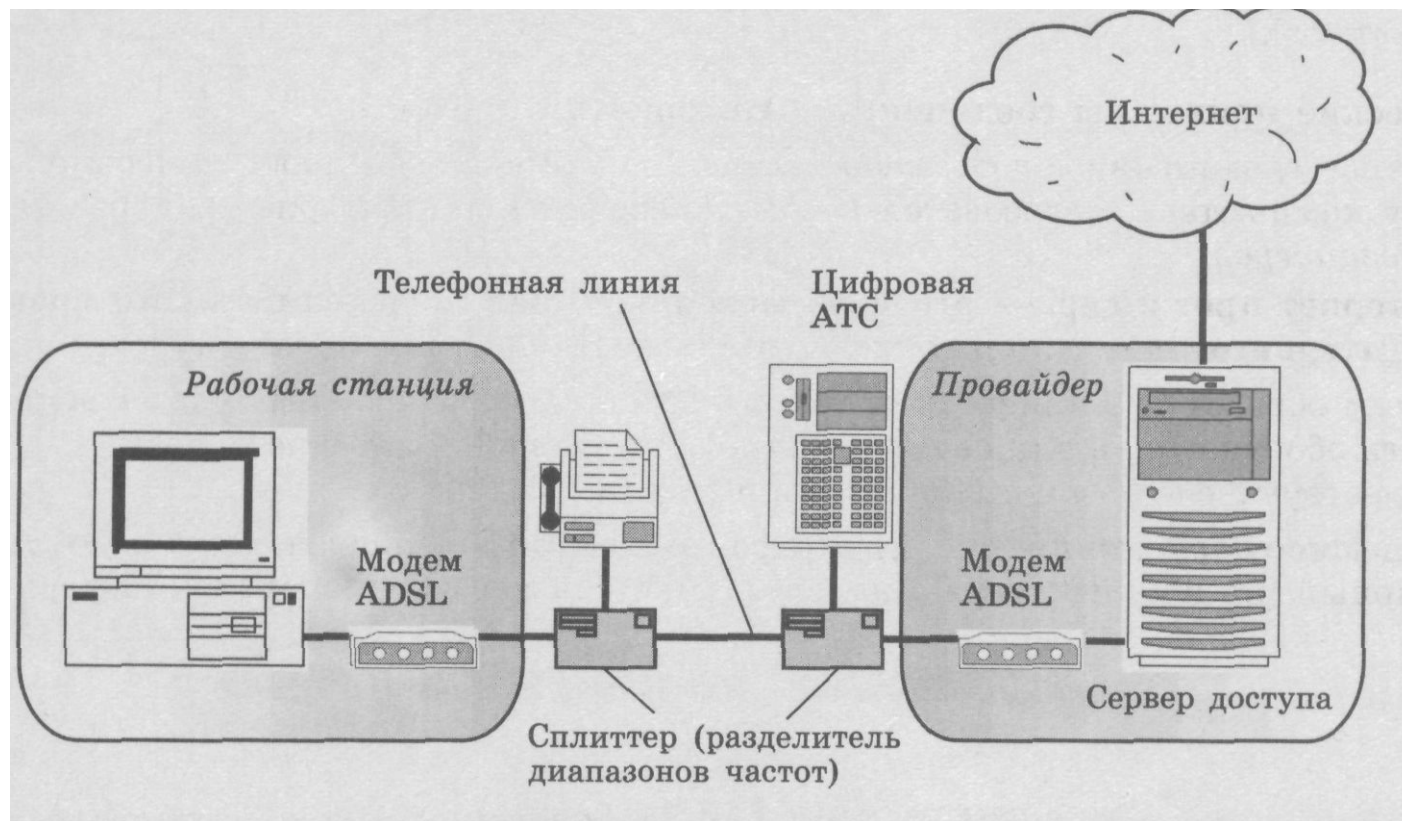 Интернет
Телефонная линия
Цифровая
АТС
Рабочая станция
Провайдер
Модем
ADSL
Модем
ADSL
Сервер доступа
Сплиттер (разделитель
диапазонов частот)